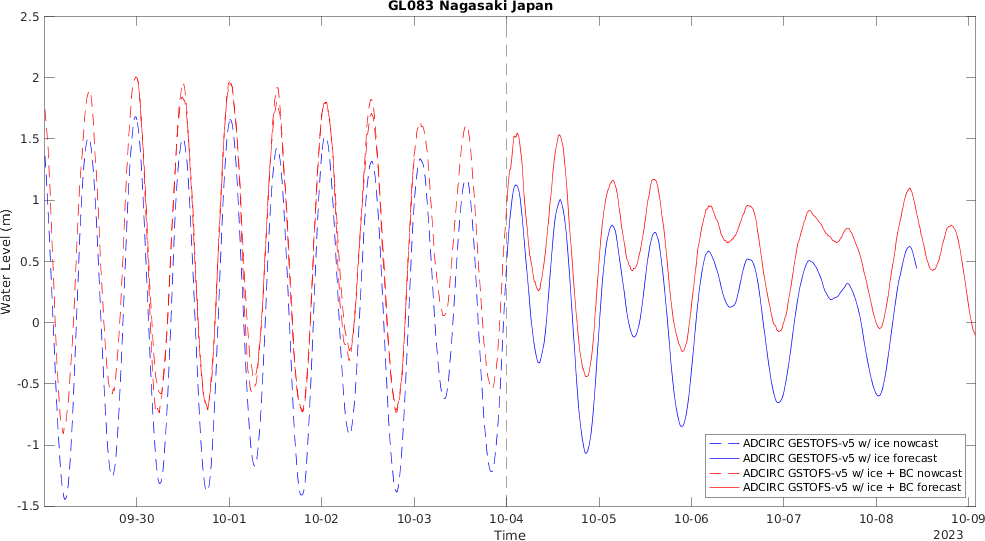 GL083 Nagasaki Japan
2.5
2
1.5
1
0.5
0
-0.5
-1
-1.5
Water Level (m)
ADCIRC GESTOFS-v5 w/ ice nowcast
ADCIRC GESTOFS-v5 w/ ice forecast
ADCIRC GSTOFS-v5 w/ ice + BC nowcast
ADCIRC GSTOFS-v5 w/ ice + BC forecast
09-30 10-01 10-02 10-03 10-04 10-05 10-06 10-07 10-08 10-09
Time
2023